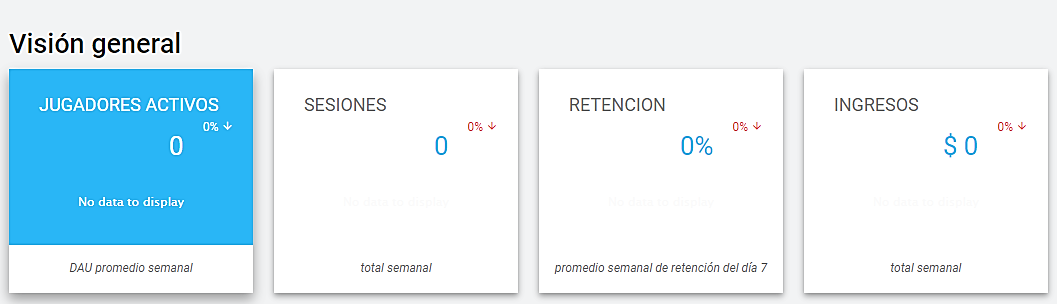 Visión general
JUGADORES ACTIVOS
0% ↓
0
No data to display
DAU promedio semanal
SESIONES
0% ↓
0
No data to display
total semanal
RETENCION
0% ↓
0%
No data to display
promedio semanal de retención del día 7
INGRESOS
0% ↓
$ 0
No data to display
total semanal